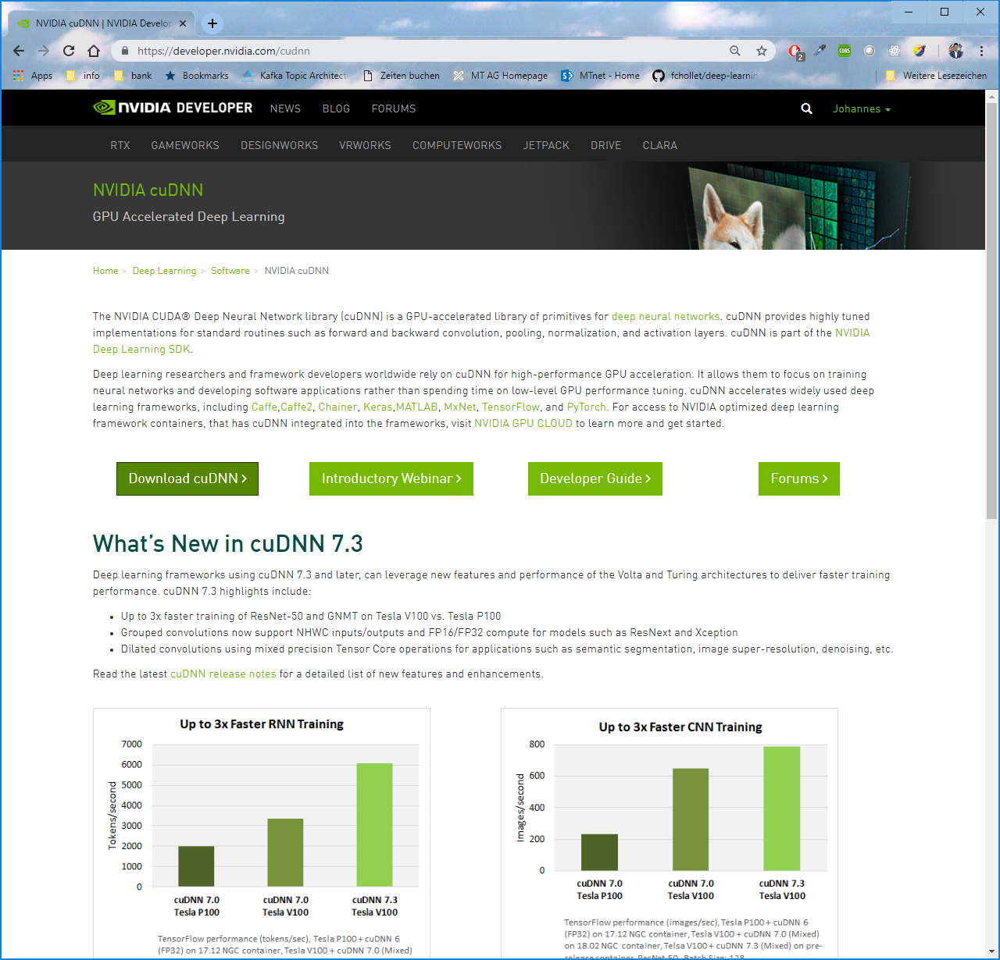 NVIDIA cuDNN | NVIDIA Develop
https://developer.nvidia.com/cudnn
2
CORS
Apps info bank Bookmarks Kafka Topic Architect Zeiten buchen MT AG Homepage MTnet - Home fchollet/deep-learnin Weitere Lesezeichen
NVIDIA DEVELOPER NEWS BLOG FORUMS Johannes
RTX GAMEWORKS DESIGNWORKS VRWORKS COMPUTEWORKS JETPACK DRIVE CLARA
NVIDIA cuDNN
GPU Accelerated Deep Learning
Home > Deep Learning > Software > NVIDIA cuDNN
The NVIDIA CUDA® Deep Neural Network library (cuDNN) is a GPU-accelerated library of primitives for deep neural networks. cuDNN provides highly tuned
implementations for standard routines such as forward and backward convolution, pooling, normalization, and activation layers. cuDNN is part of the NVIDIA
Deep Learning SDK.
Deep learning researchers and framework developers worldwide rely on cuDNN for high-performance GPU acceleration. It allows them to focus on training
neural networks and developing software applications rather than spending time on low-level GPU performance tuning. cuDNN accelerates widely used deep
learning frameworks, including Caffe,Caffe2, Chainer, Keras,MATLAB, MxNet, TensorFlow, and PyTorch. For access to NVIDIA optimized deep learning
framework containers, that has cuDNN integrated into the frameworks, visit NVIDIA GPU CLOUD to learn more and get started.
Download cuDNN > Introductory Webinar > Developer Guide > Forums >
What's New in cuDNN 7.3
Deep learning frameworks using cuDNN 7.3 and later, can leverage new features and performance of the Volta and Turing architectures to deliver faster training
performance. cuDNN 7.3 highlights include:
• Up to 3x faster training of ResNet-50 and GNMT on Tesla V100 vs. Tesla P100
• Grouped convolutions now support NHWC inputs/outputs and FP16/FP32 compute for models such as ResNext and Xception
• Dilated convolutions using mixed precision Tensor Core operations for applications such as semantic segmentation, image super-resolution, denoising, etc.
Read the latest cuDNN release notes for a detailed list of new features and enhancements.
Up to 3x Faster RNN Training
7000
6000
5000
4000
3000
2000
1000
0
Tokens/second
cuDNN 7.0 cuDNN 7.0 cuDNN 7.3
Tesla P100 Tesla V100 Tesla V100
TensorFlow performance (tokens/sec), Tesla P100 + cuDNN 6
(FP32) on 17.12 NGC container, Tesla V100 + cuDNN 7.0 (Mixed)
Up to 3x Faster CNN Training
800
600
400
200
0
Images/second
cuDNN 7.0 cuDNN 7.0 cuDNN 7.3
Tesla P100 Tesla V100 Tesla V100
TensorFlow performance (images/sec), Tesla P100 + cuDNN 6
(FP32) on 17.12 NGC container, Tesla V100 + cuDNN 7.0 (Mixed)
on 18.02 NGC container, Telsa V100 + cuDNN 7.3 (Mixed) on pre-
release container, ResNet-50, Batch Size: 128